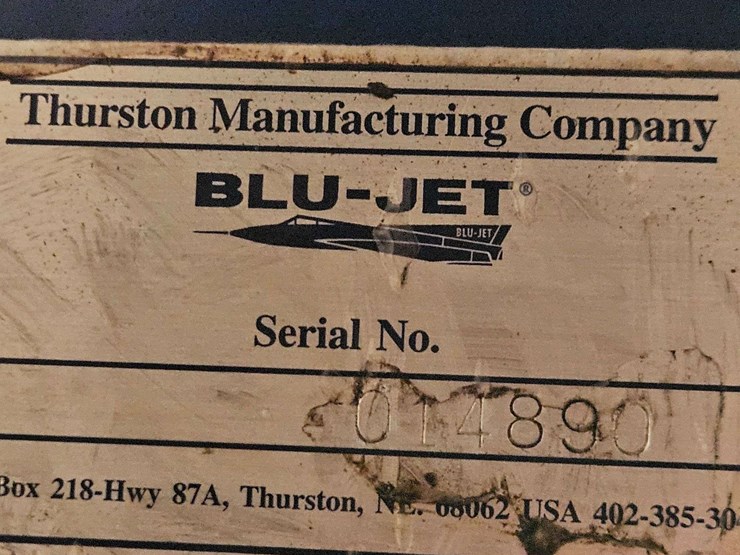 Thurston Manufacturing Company
BLU-JET®
BLU-JET
Serial No.
014890
Box 218-Hwy 87A, Thurston, NE. 68062 USA 402-385-30